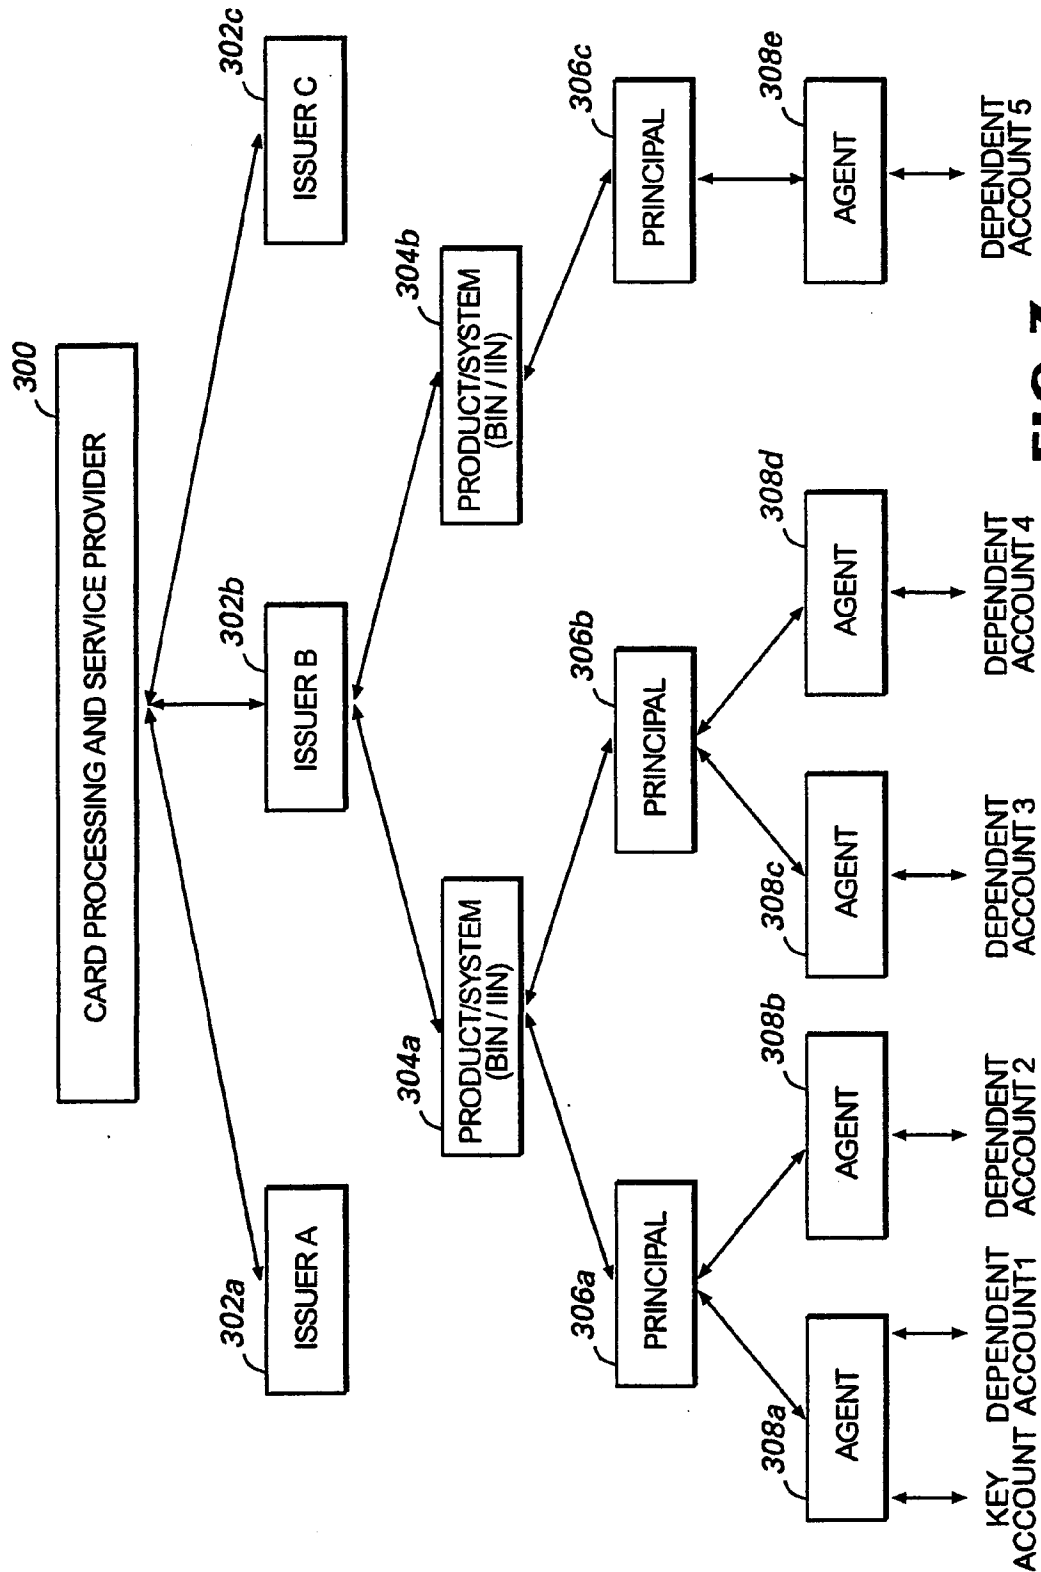 300
CARD PROCESSING AND SERVICE PROVIDER
302a
ISSUER A
302b
ISSUER B
302c
ISSUER C
304a
PRODUCT/SYSTEM
(BIN / IIN)
304b
PRODUCT/SYSTEM
(BIN / IIN)
306a
PRINCIPAL
306b
PRINCIPAL
306c
PRINCIPAL
308a
AGENT
308b
AGENT
308c
AGENT
308d
AGENT
308e
AGENT
KEY
ACCOUNT
DEPENDENT
ACCOUNT1
DEPENDENT
ACCOUNT 2
DEPENDENT
ACCOUNT 3
DEPENDENT
ACCOUNT 4
DEPENDENT
ACCOUNT 5